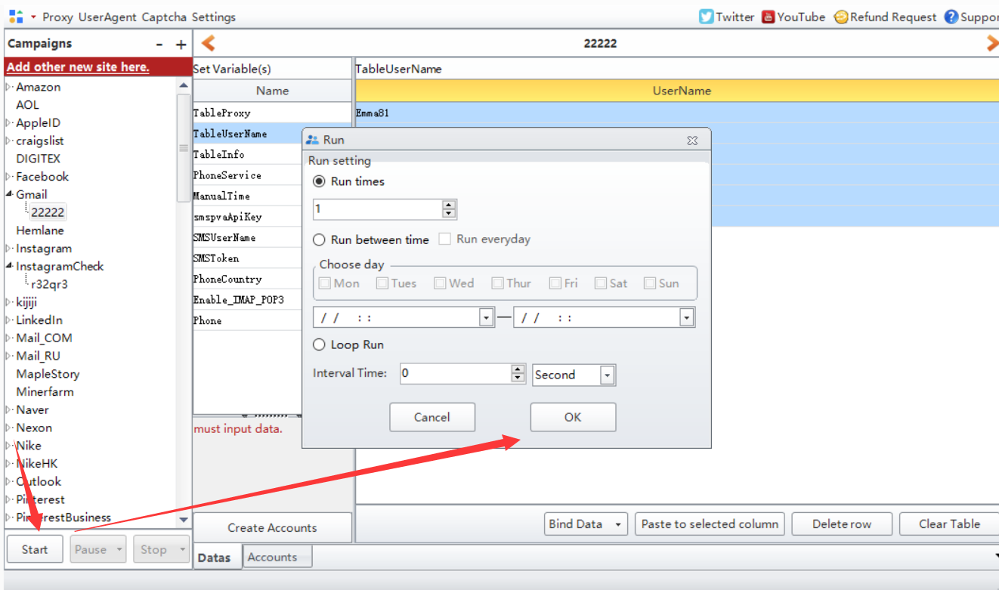 Proxy UserAgent Captcha Settings
Twitter YouTube Refund Request Suppor
Campaigns - +
22222
Add other new site here.
Set Variable(s)
TableUserName
Name
UserName
Amazon
AOL
AppleID
craigslist
DIGITEX
Facebook
Gmail
22222
Hemlane
Instagram
InstagramCheck
r32qr3
kijiji
LinkedIn
Mail_COM
Mail_RU
MapleStory
Minerfarm
Naver
Nexon
Nike
NikeHK
Outlook
Pinterest
PinterestBusiness
TableProxy
TableUserName
TableInfo
PhoneService
ManualTime
smspvaApiKey
SMSUserName
SMSToken
PhoneCountry
Enable_IMAP_POP3
Phone
Emma81
Run
Run setting
Run times
1
Run between time Run everyday
Choose day
Mon Tues Wed Thur Fri Sat Sun
/ / : : — / / : :
Loop Run
Interval Time: 0 Second
Cancel OK
must input data.
Create Accounts
Bind Data Paste to selected column Delete row Clear Table
Start Pause Stop
Datas Accounts